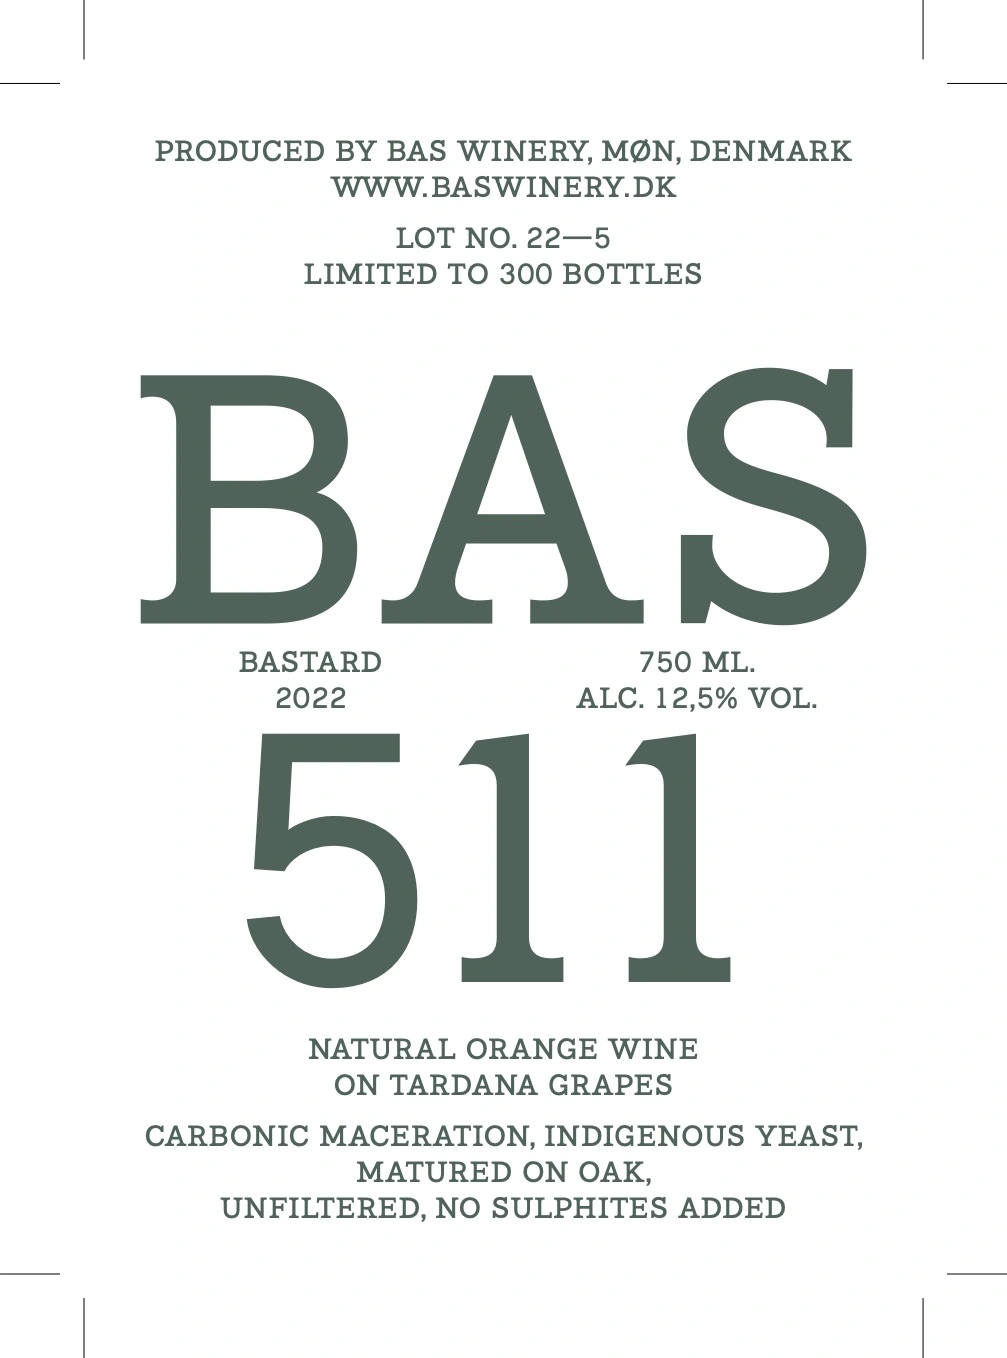 PRODUCED BY BAS WINERY, MØN, DENMARK
WWW.BASWINERY.DK
LOT NO. 22—5
LIMITED TO 300 BOTTLES
BAS
BASTARD
2022
750 ML.
ALC. 12,5% VOL.
511
NATURAL ORANGE WINE
ON TARDANA GRAPES
CARBONIC MACERATION, INDIGENOUS YEAST,
MATURED ON OAK,
UNFILTERED, NO SULPHITES ADDED